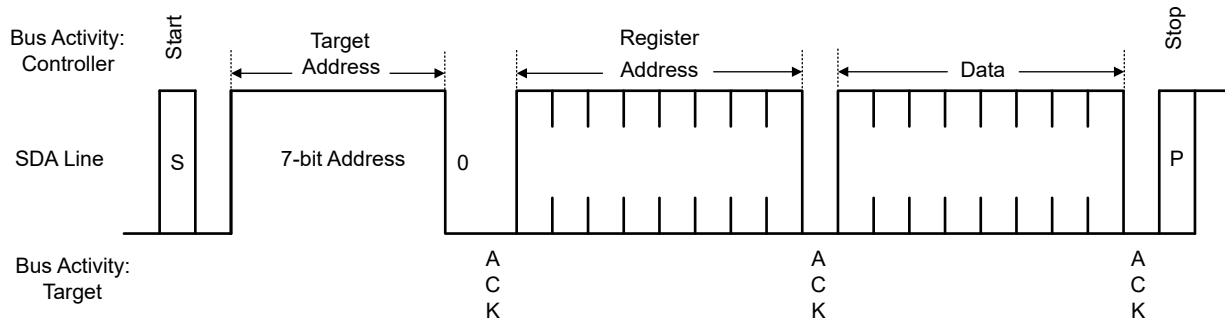 Bus Activity:
Controller
Start
Target
Address
Register
Address
Data
Stop
SDA Line
S
7-bit Address
0
P
Bus Activity:
Target
A
C
K
A
C
K
A
C
K